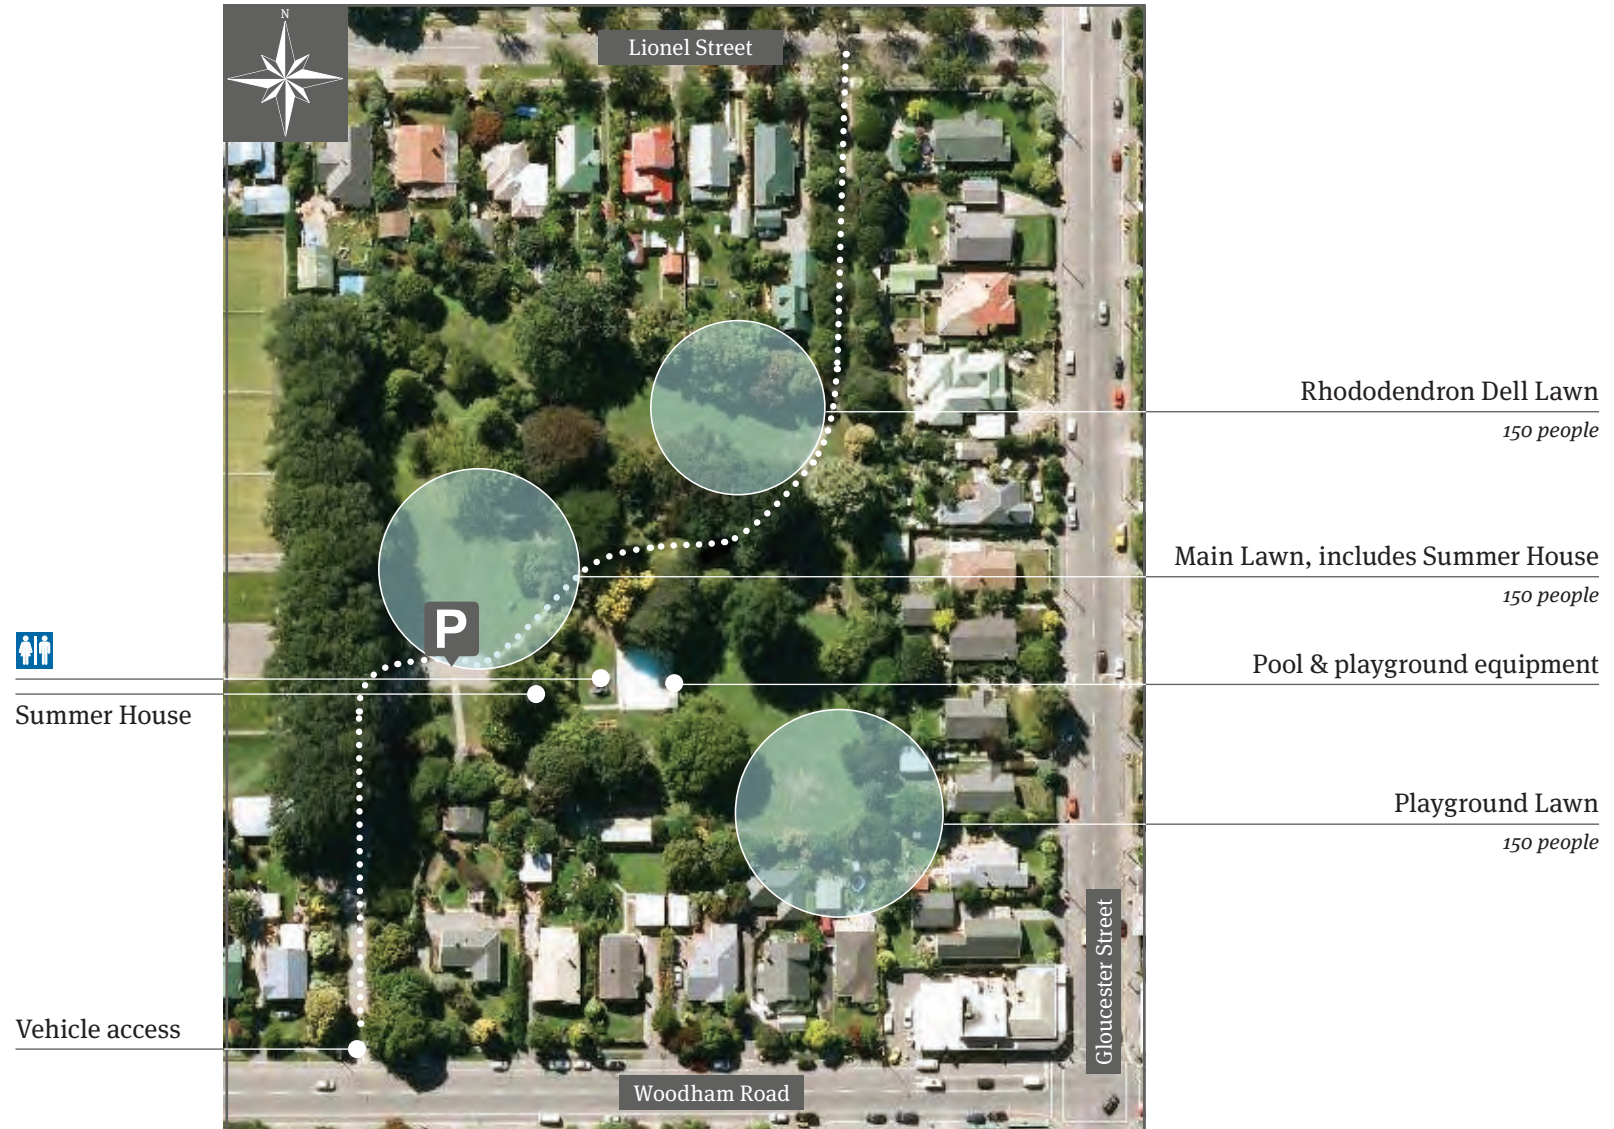 N
Lionel Street
Rhododendron Dell Lawn
150 people
Main Lawn, includes Summer House
150 people
P
Pool & playground equipment
Summer House
Playground Lawn
150 people
Gloucester Street
Vehicle access
Woodham Road